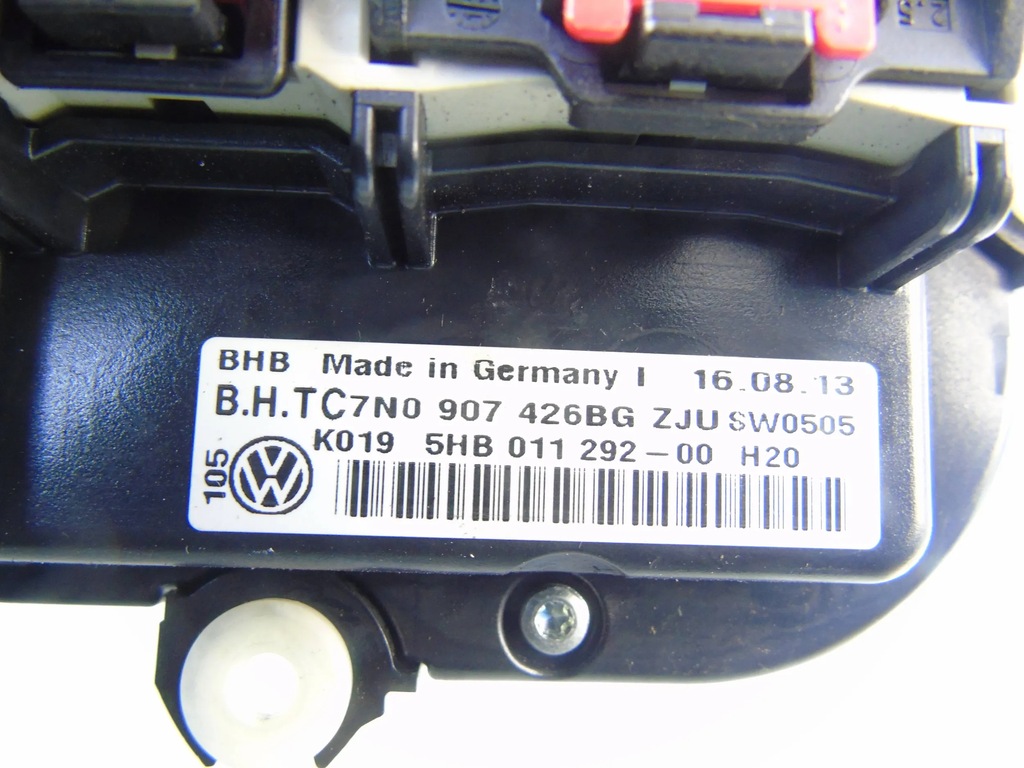 BHB Made in Germany I 16.08.13
B.H.TC7N0 907 426BG ZJU SW0505
K019 5HB 011 292-00 H20
105